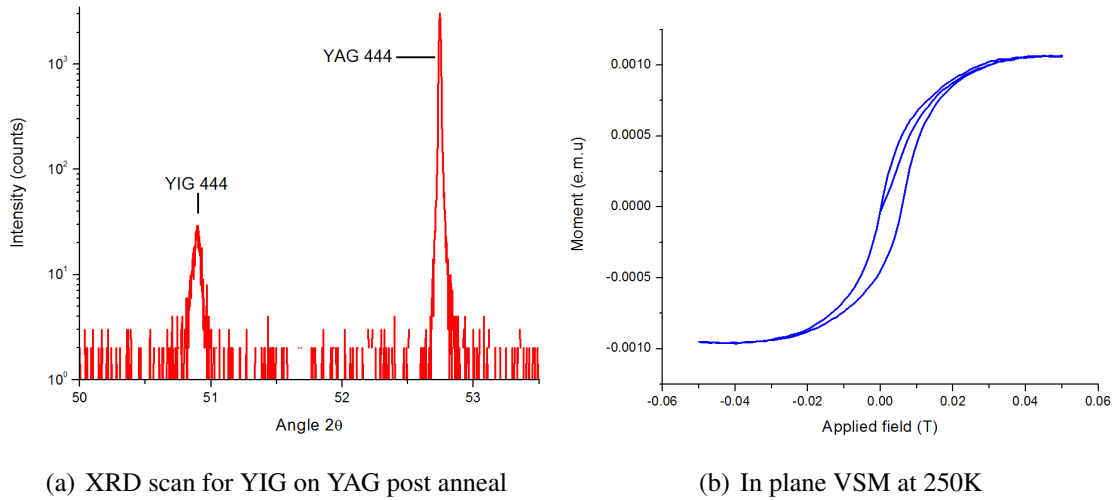 10³
10²
10¹
10⁰
Intensity (counts)
YAG 444
YIG 444
50
51
52
53
Angle 2θ
0.0010
0.0005
0.0000
-0.0005
-0.0010
Moment (e.m.u)
-0.06
-0.04
-0.02
0.00
0.02
0.04
0.06
Applied field (T)
(a) XRD scan for YIG on YAG post anneal
(b) In plane VSM at 250K